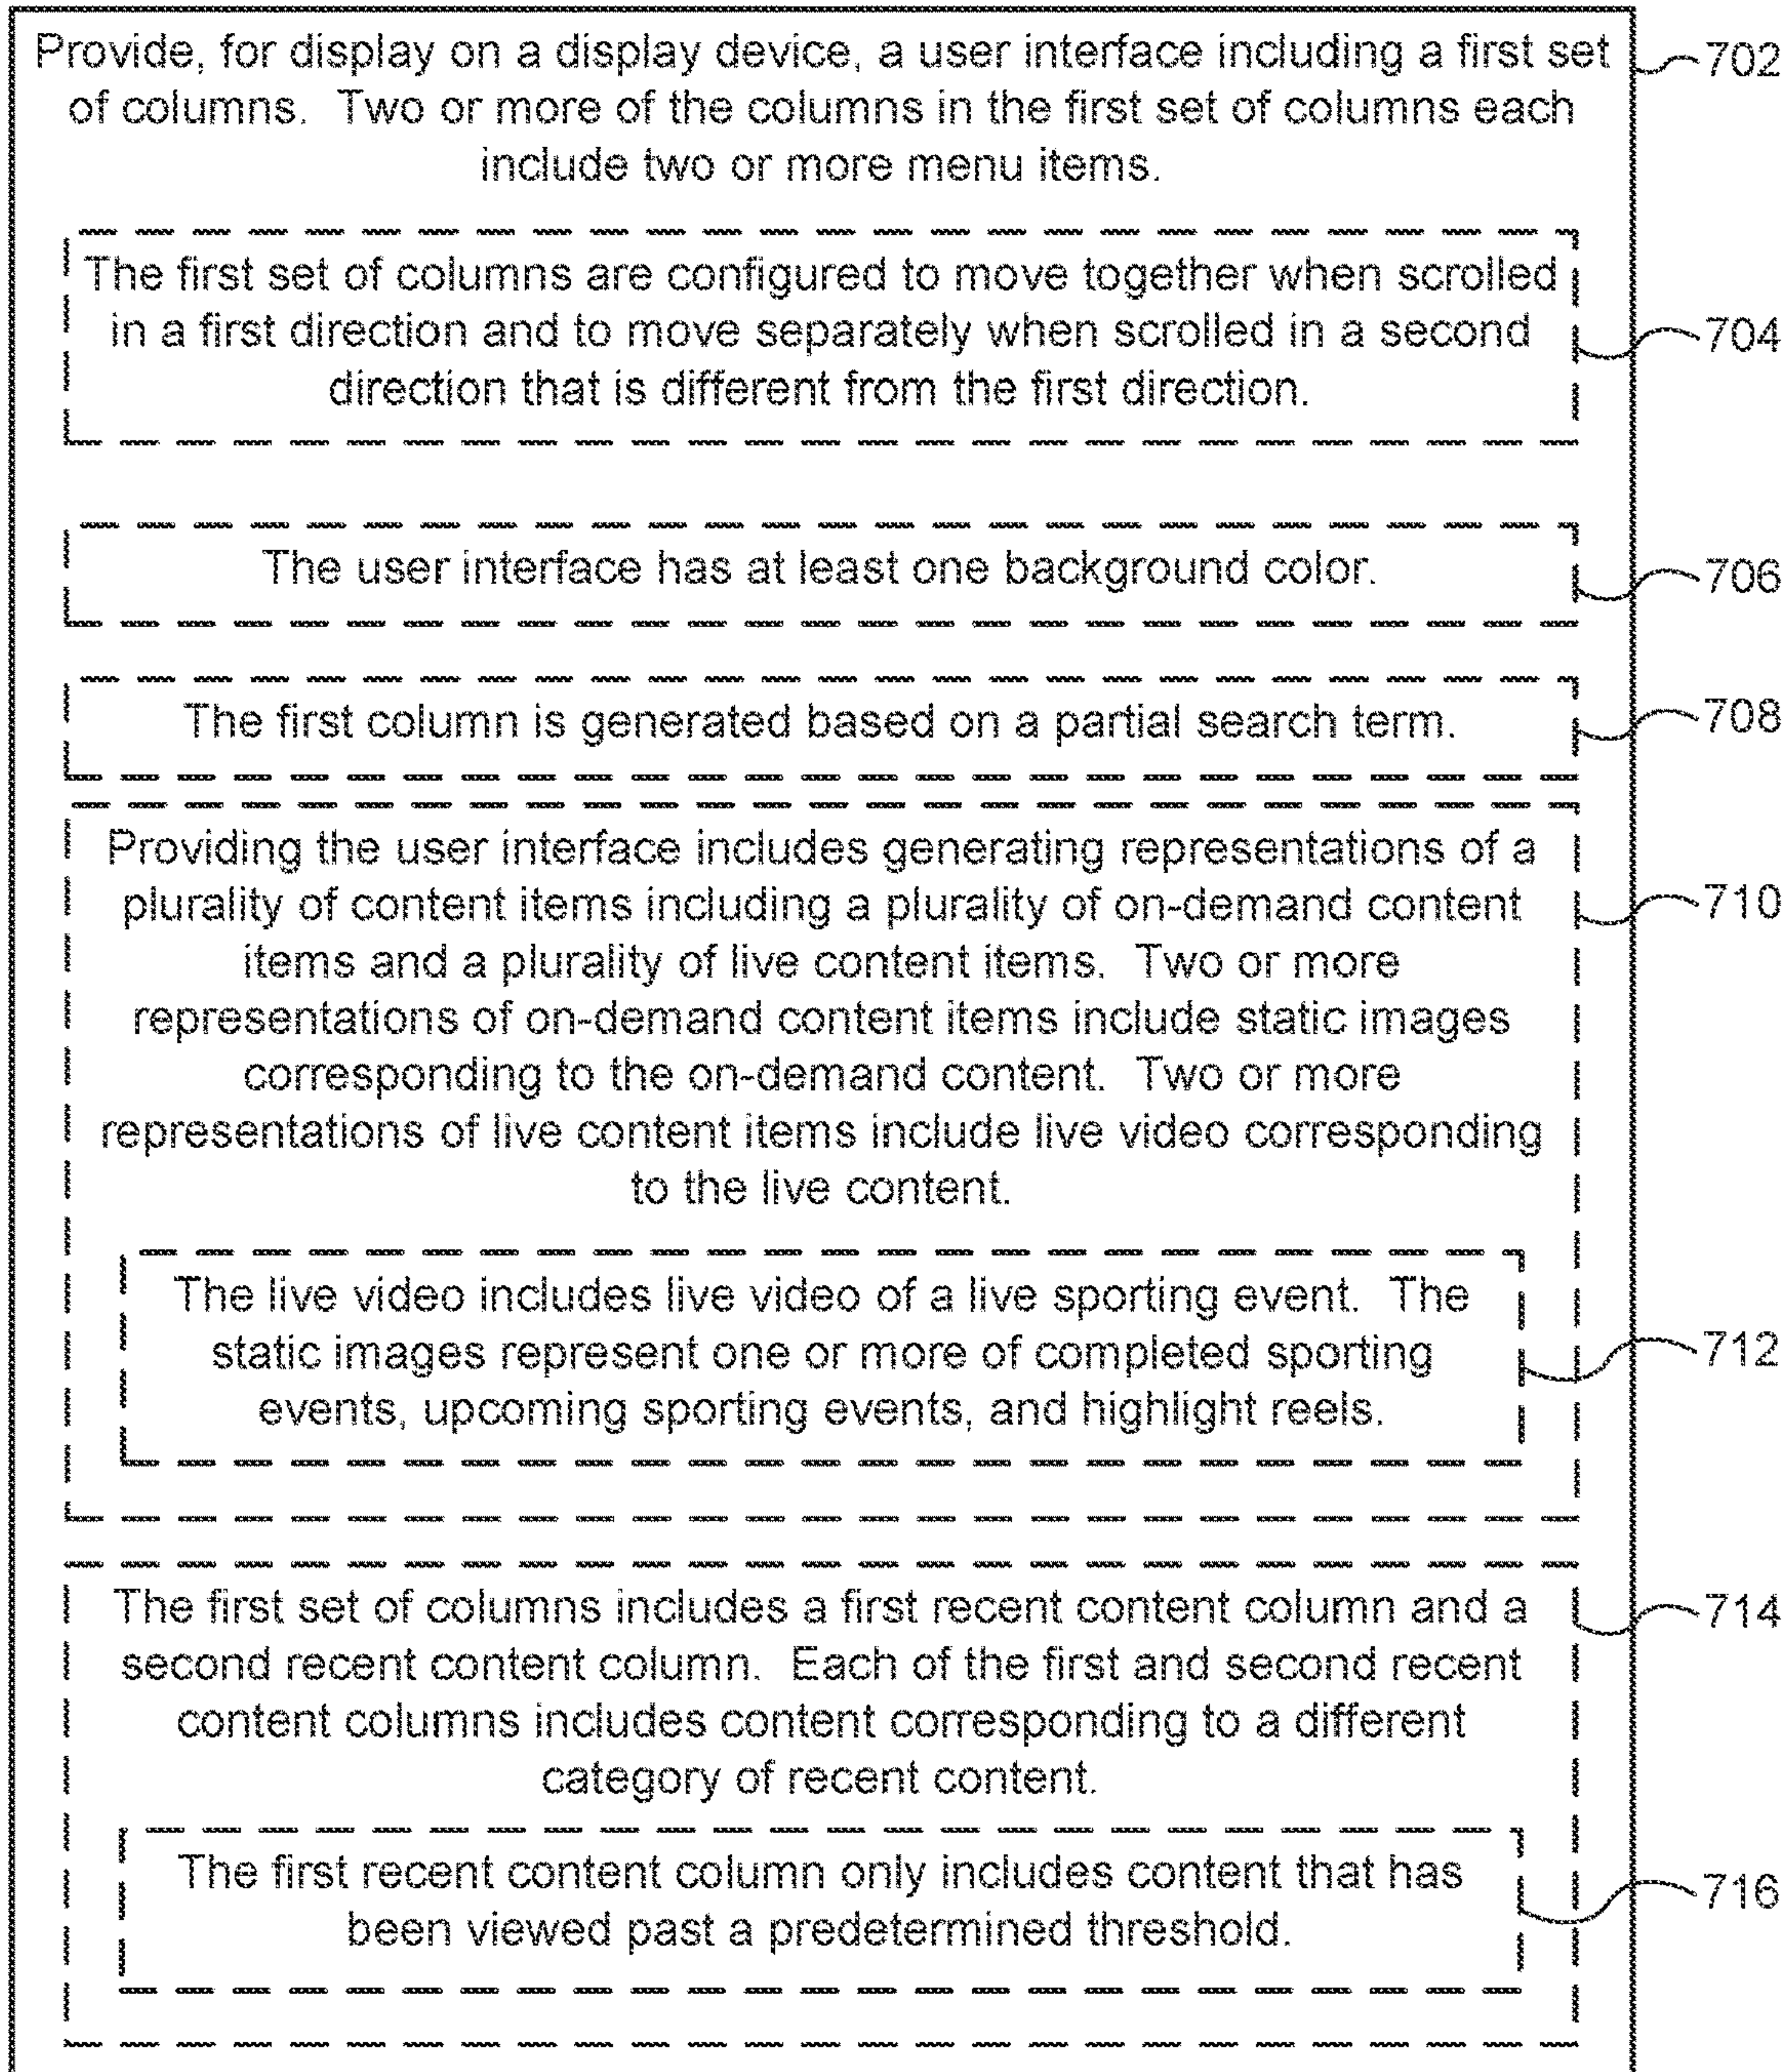 Provide, for display on a display device, a user interface including a first set
702
of columns. Two or more of the columns in the first set of columns each
include two or more menu items.
The first set of columns are configured to move together when scrolled
in a first direction and to move separately when scrolled in a second
704
direction that is different from the first direction.
The user interface has at least one background color.
706
The first column is generated based on a partial search term.
708
Providing the user interface includes generating representations of a
plurality of content items including a plurality of on-demand content
710
items and a plurality of live content items. Two or more
representations of on-demand content items include static images
corresponding to the on-demand content. Two or more
representations of live content items include live video corresponding
to the live content.
The live video includes live video of a live sporting event. The
static images represent one or more of completed sporting
712
events, upcoming sporting events, and highlight reels.
The first set of columns includes a first recent content column and a
714
second recent content column. Each of the first and second recent
content columns includes content corresponding to a different
category of recent content.
The first recent content column only includes content that has
716
been viewed past a predetermined threshold.